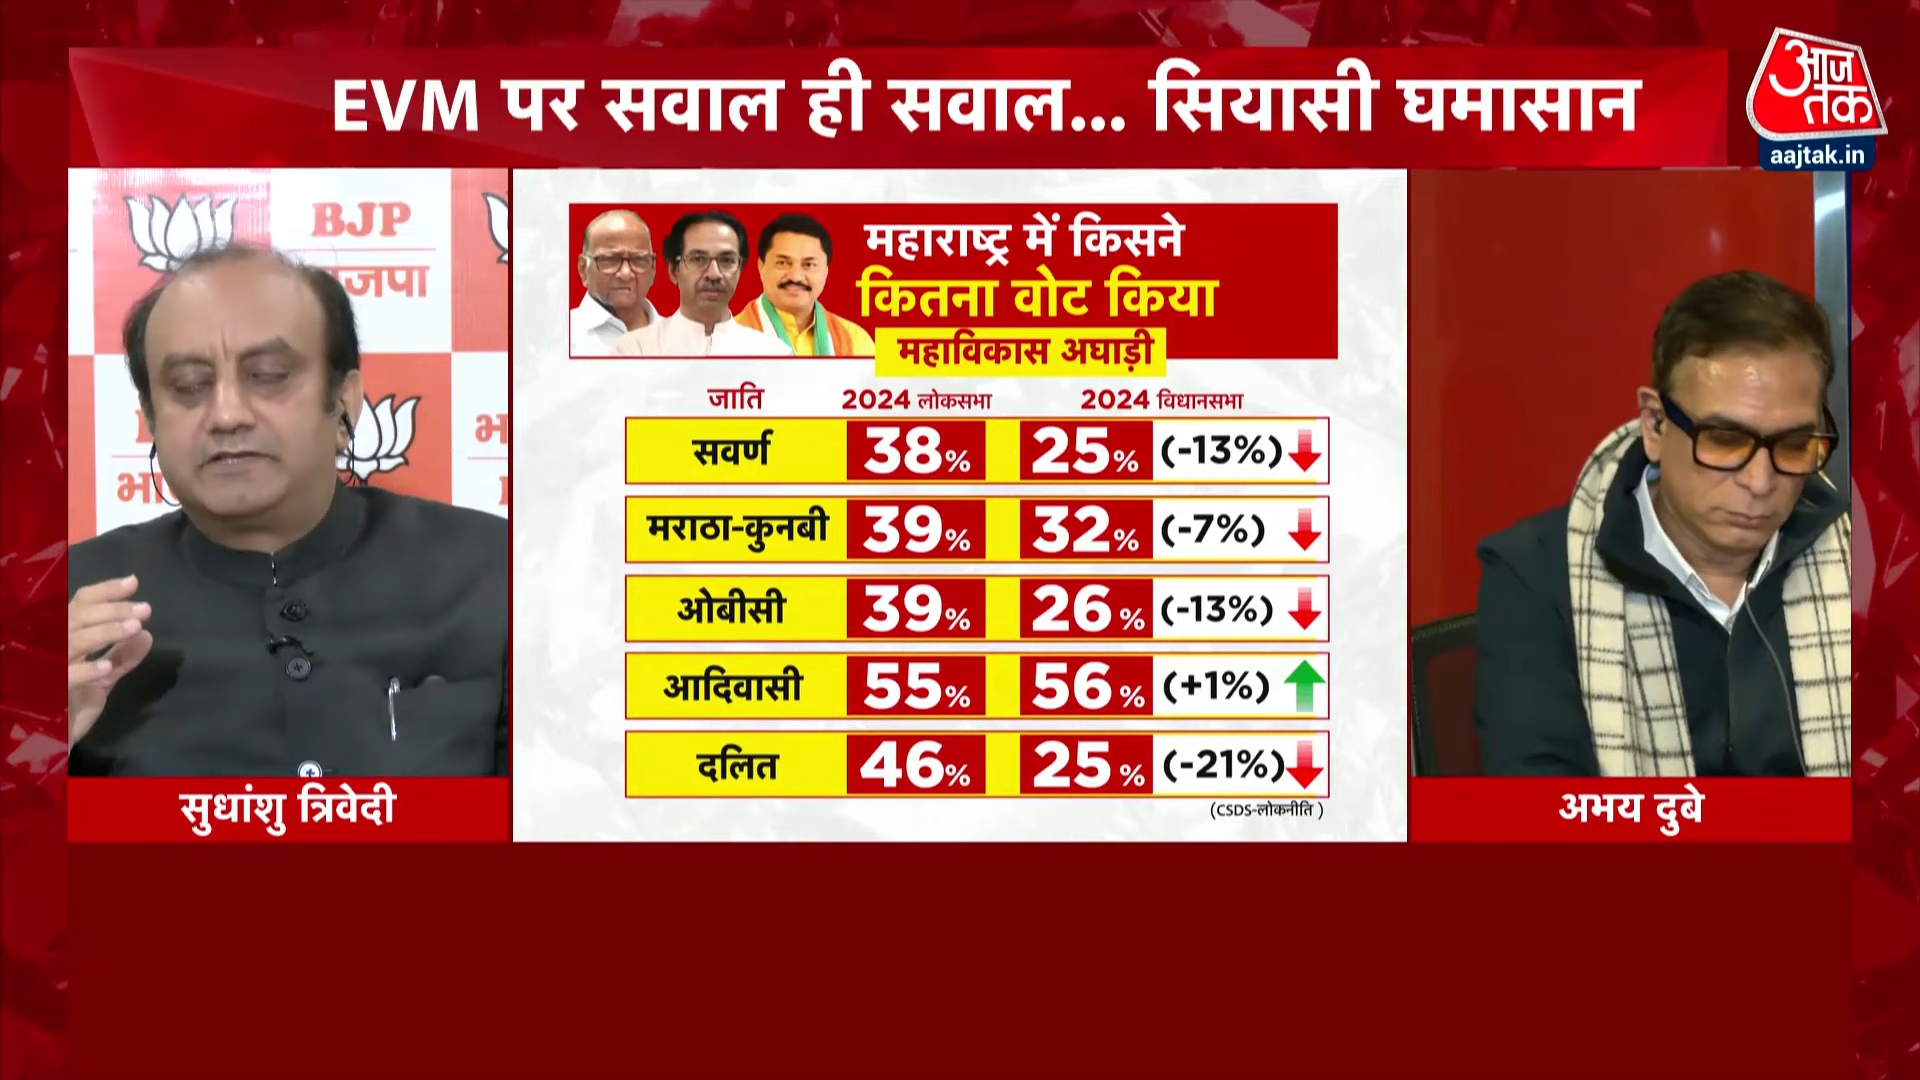 EVM पर सवाल ही सवाल... सियासी घमासान
आज
तक
aajtak.in
BJP
जपा
भा
भ
महाराष्ट्र में किसने
कितना वोट किया
महाविकास अघाड़ी
जाति 2024 लोकसभा 2024 विधानसभा
सवर्ण 38% 25% (-13%)
मराठा-कुनबी 39% 32% (-7%)
ओबीसी 39% 26% (-13%)
आदिवासी 55% 56% (+1%)
दलित 46% 25% (-21%)
(CSDS-लोकनीति )
सुधांशु त्रिवेदी
अभय दुबे